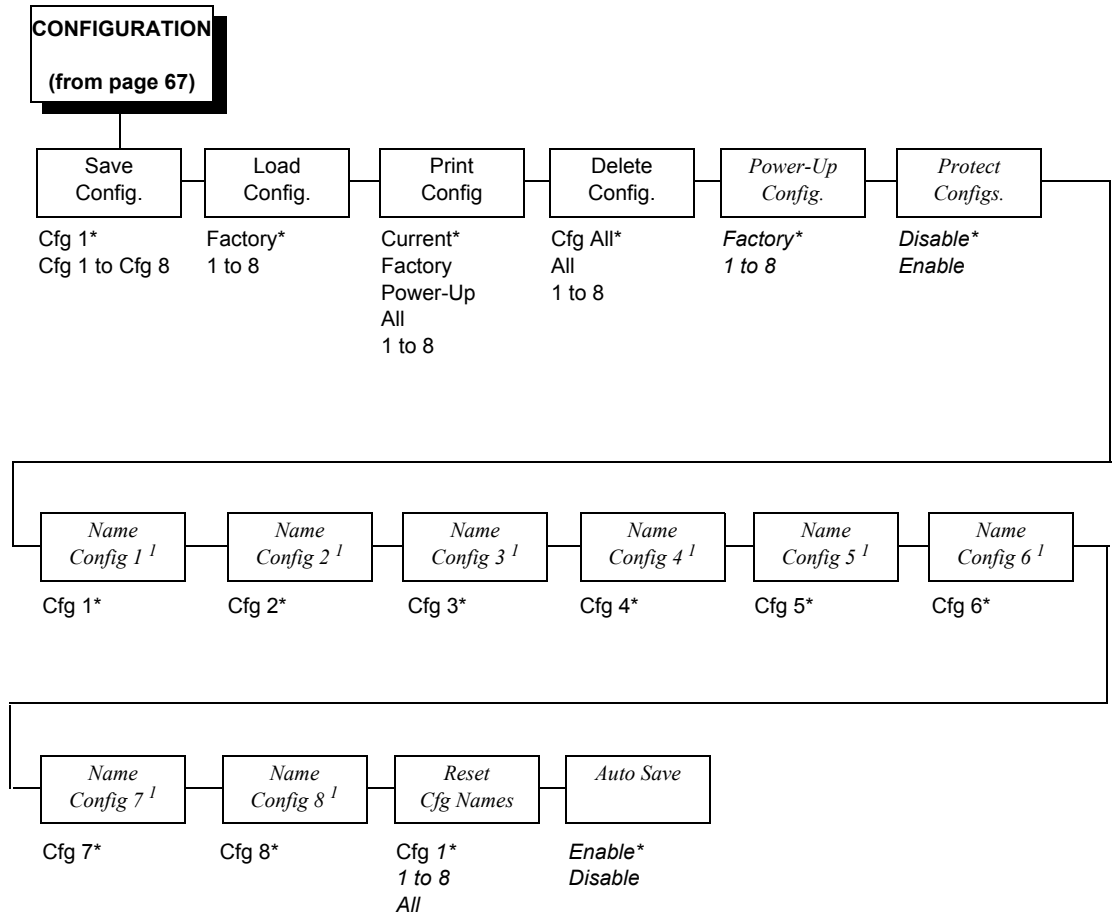 CONFIGURATION
(from page 67)
Save
Config.
Load
Config.
Print
Config
Delete
Config.
Power-Up
Config.
Protect
Configs.
Cfg 1*
Cfg 1 to Cfg 8
Factory*
1 to 8
Current*
Factory
Power-Up
All
1 to 8
Cfg All*
All
1 to 8
Factory*
1 to 8
Disable*
Enable
Name
Config 1 1
Name
Config 2 1
Name
Config 3 1
Name
Config 4 1
Name
Config 5 1
Name
Config 6 1
Cfg 1*
Cfg 2*
Cfg 3*
Cfg 4*
Cfg 5*
Cfg 6*
Name
Config 7 1
Name
Config 8 1
Reset
Cfg Names
Auto Save
Cfg 7*
Cfg 8*
Cfg 1*
1 to 8
All
Enable*
Disable